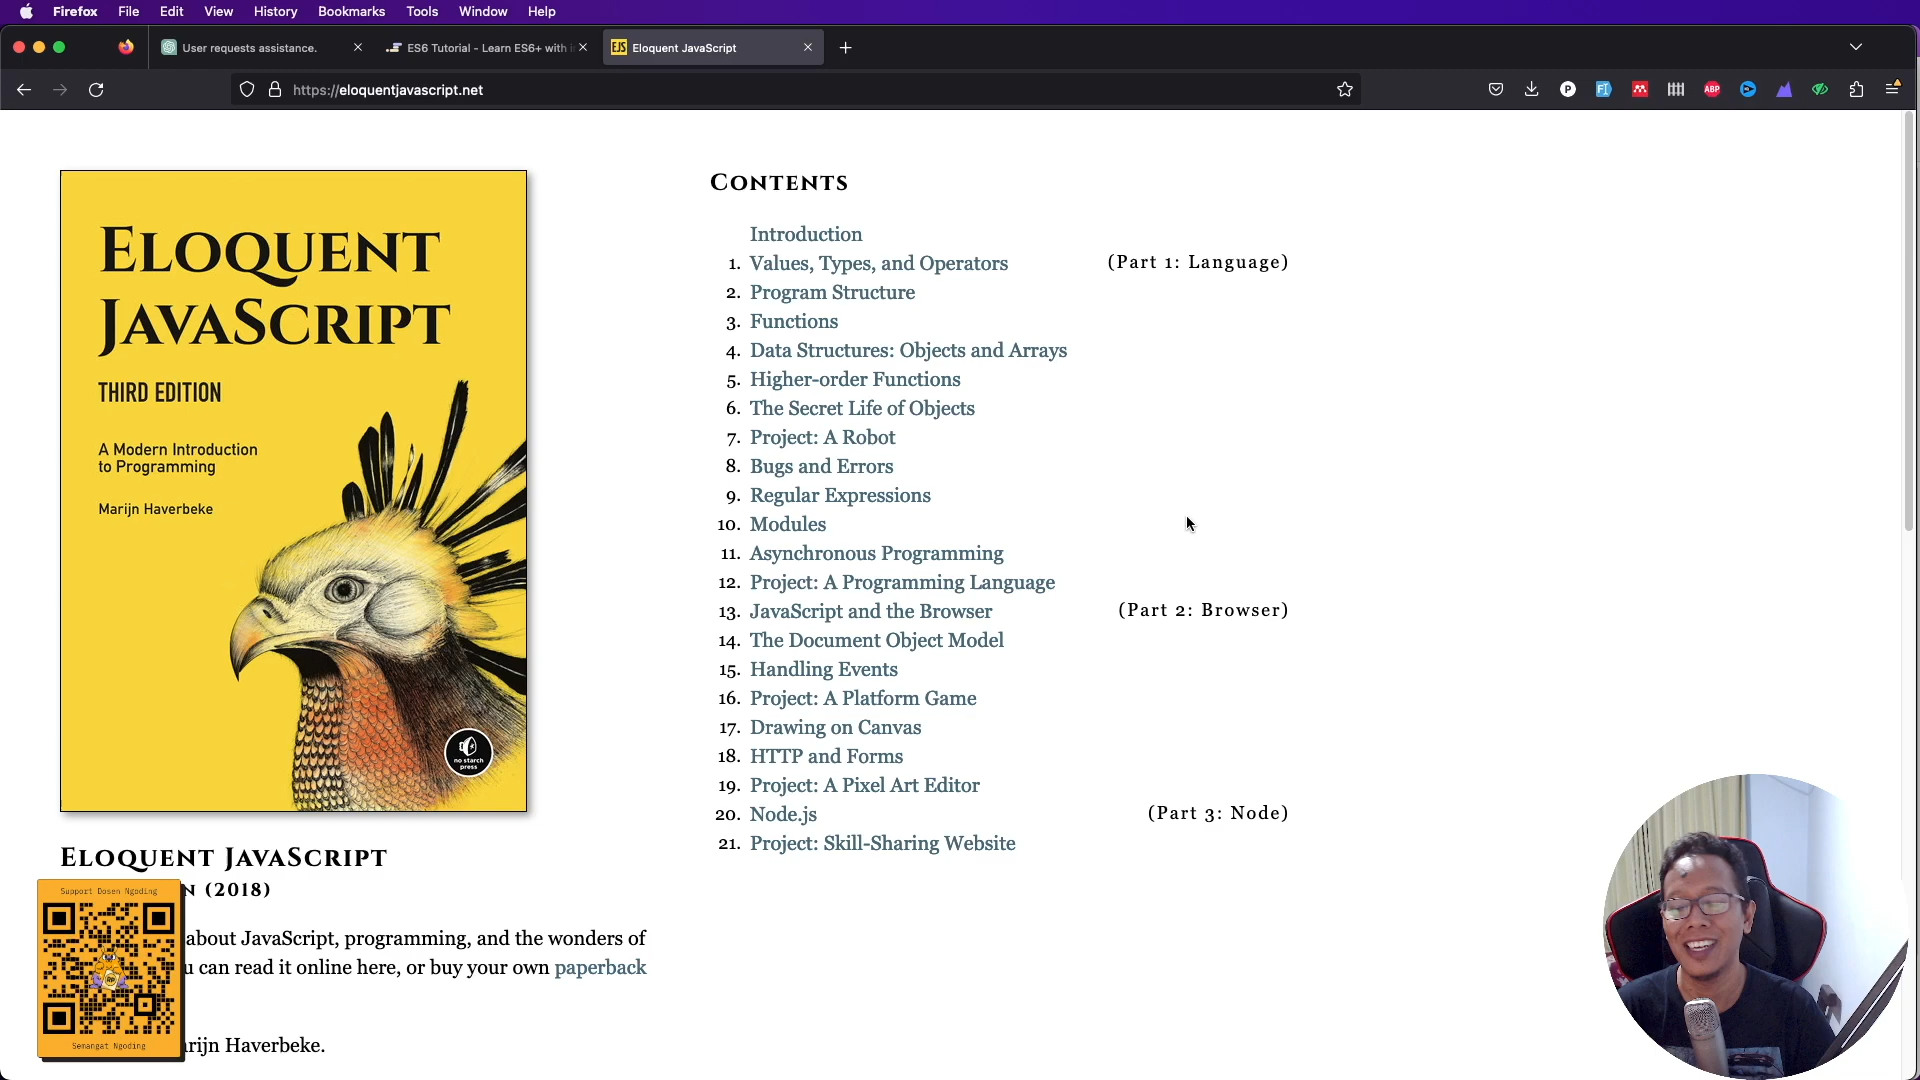 Firefox File Edit View History Bookmarks Tools Window Help
User requests assistance.
ES6 Tutorial - Learn ES6+ with
EJS Eloquent JavaScript
https://eloquentjavascript.net
P
FI
ABP
Eloquent
JavaScript
THIRD EDITION
A Modern Introduction
to Programming
Marijn Haverbeke
no starch
press
Eloquent JavaScript
(2018)
about JavaScript, programming, and the wonders of
can read it online here, or buy your own paperback
Haverbeke.
Support Dosen Ngoding
Semangat Ngoding
Contents
Introduction
1. Values, Types, and Operators (Part 1: Language)
2. Program Structure
3. Functions
4. Data Structures: Objects and Arrays
5. Higher-order Functions
6. The Secret Life of Objects
7. Project: A Robot
8. Bugs and Errors
9. Regular Expressions
10. Modules
11. Asynchronous Programming
12. Project: A Programming Language
13. JavaScript and the Browser (Part 2: Browser)
14. The Document Object Model
15. Handling Events
16. Project: A Platform Game
17. Drawing on Canvas
18. HTTP and Forms
19. Project: A Pixel Art Editor
20. Node.js (Part 3: Node)
21. Project: Skill-Sharing Website